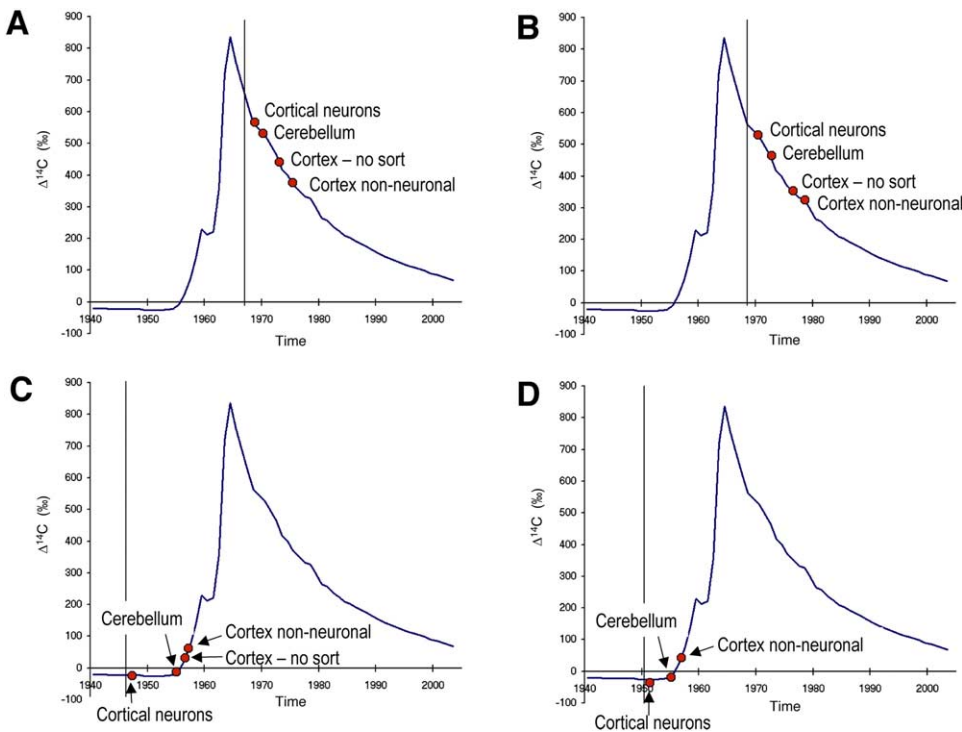 A
Δ14C (‰)
900
800
700
600
500
400
300
200
100
0
-100
1940 1950 1960 1970 1980 1990 2000
Time
Cortical neurons
Cerebellum
Cortex – no sort
Cortex non-neuronal
B
Δ14C (‰)
900
800
700
600
500
400
300
200
100
0
-100
1940 1950 1960 1970 1980 1990 2000
Time
Cortical neurons
Cerebellum
Cortex – no sort
Cortex non-neuronal
C
Δ14C (‰)
900
800
700
600
500
400
300
200
100
0
-100
1940 1950 1960 1970 1980 1990 2000
Time
Cerebellum
Cortex non-neuronal
Cortex – no sort
Cortical neurons
D
Δ14C (‰)
900
800
700
600
500
400
300
200
100
0
-100
1940 1950 1960 1970 1980 1990 2000
Time
Cerebellum
Cortex non-neuronal
Cortical neurons